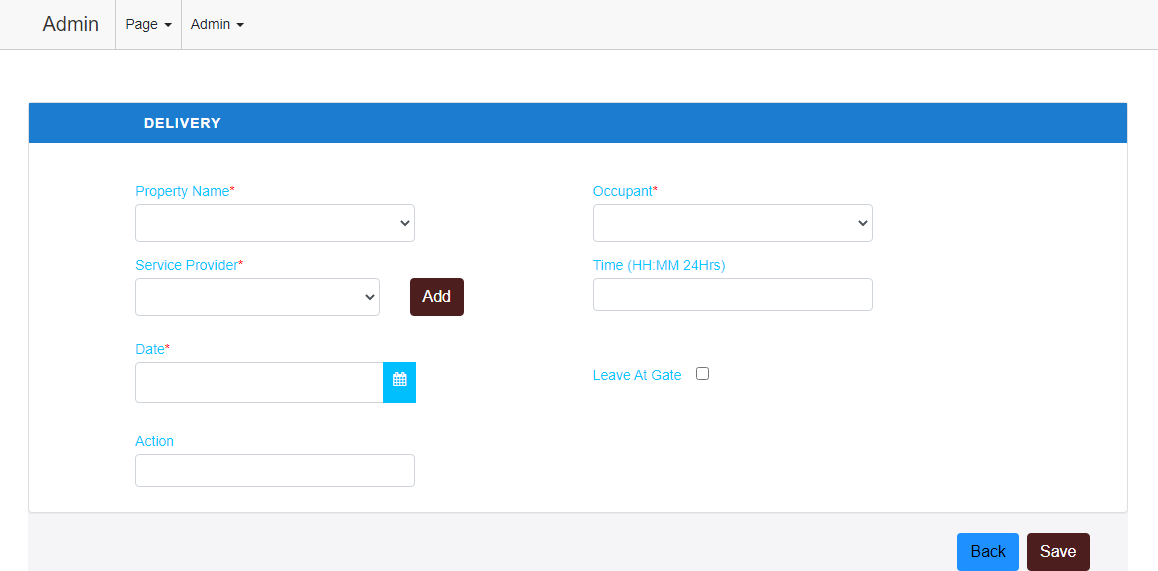 Admin Page Admin
DELIVERY
Property Name* Occupant*
Service Provider* Time (HH:MM 24Hrs)
Add
Date*
Leave At Gate
Action
Back Save